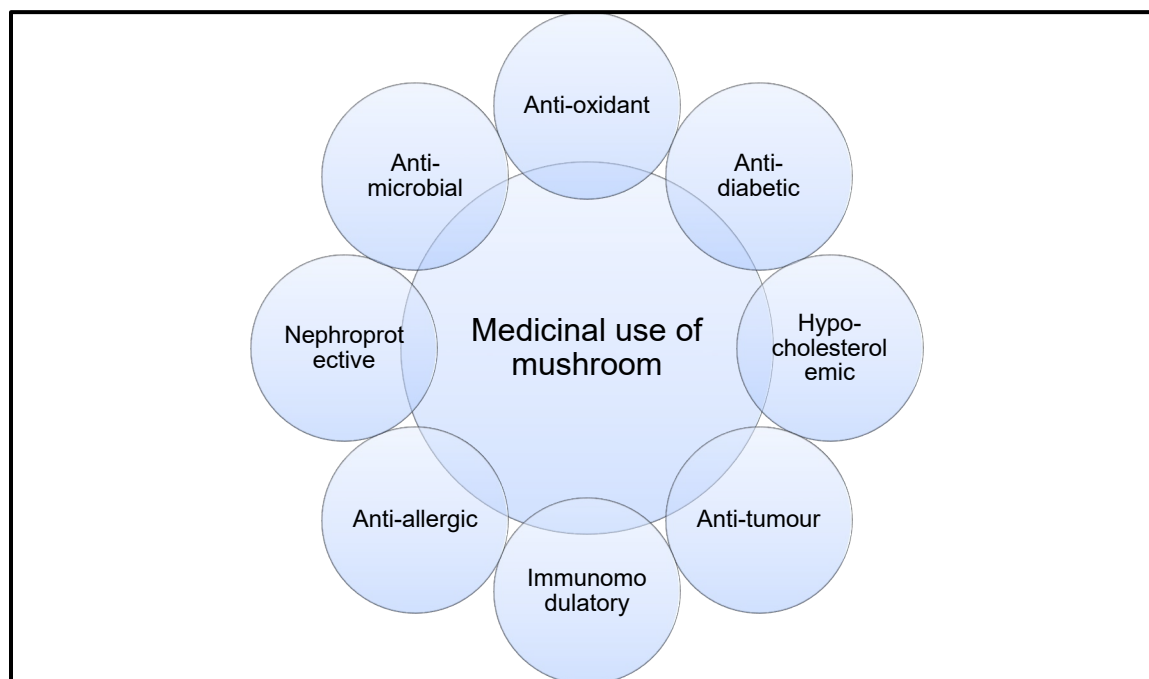 Anti-oxidant
Anti-
diabetic
Hypo-
cholesterol
emic
Anti-tumour
Immunomo
dulatory
Anti-allergic
Nephroprot
ective
Anti-
microbial
Medicinal use of
mushroom